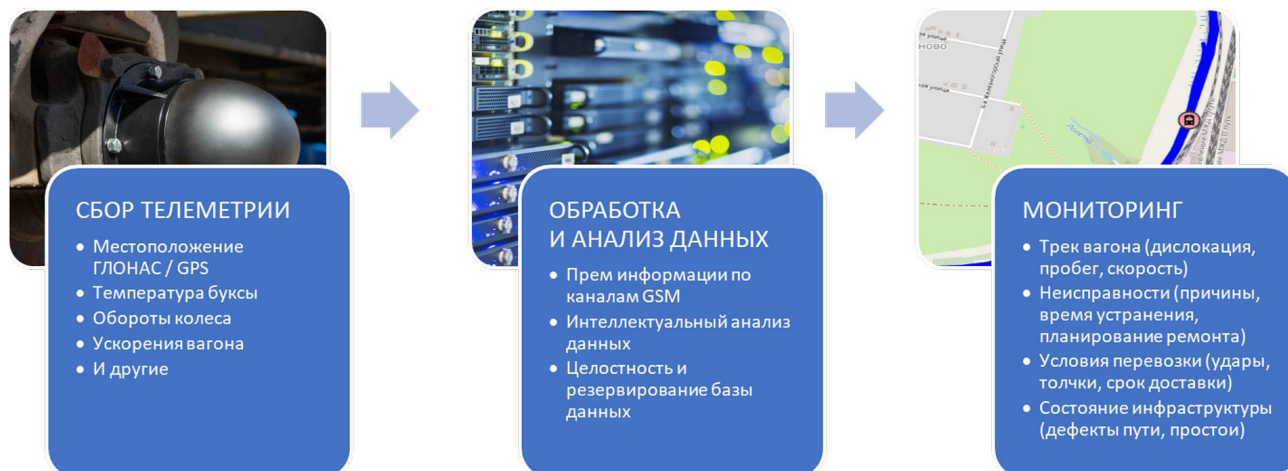 СБОР ТЕЛЕМЕТРИИ
• Местоположение
ГЛОНАС / GPS
• Температура буксы
• Обороты колеса
• Ускорения вагона
• И другие
ОБРАБОТКА
И АНАЛИЗ ДАННЫХ
• Прем информации по
каналам GSM
• Интеллектуальный анализ
данных
• Целостность и
резервирование базы
данных
НОВО
МОНИТОРИНГ
• Трек вагона (дислокация,
пробег, скорость)
• Неисправности (причины,
время устранения,
планирование ремонта)
• Условия перевозки (удары,
толчки, срок доставки)
• Состояние инфраструктуры
(дефекты пути, простои)